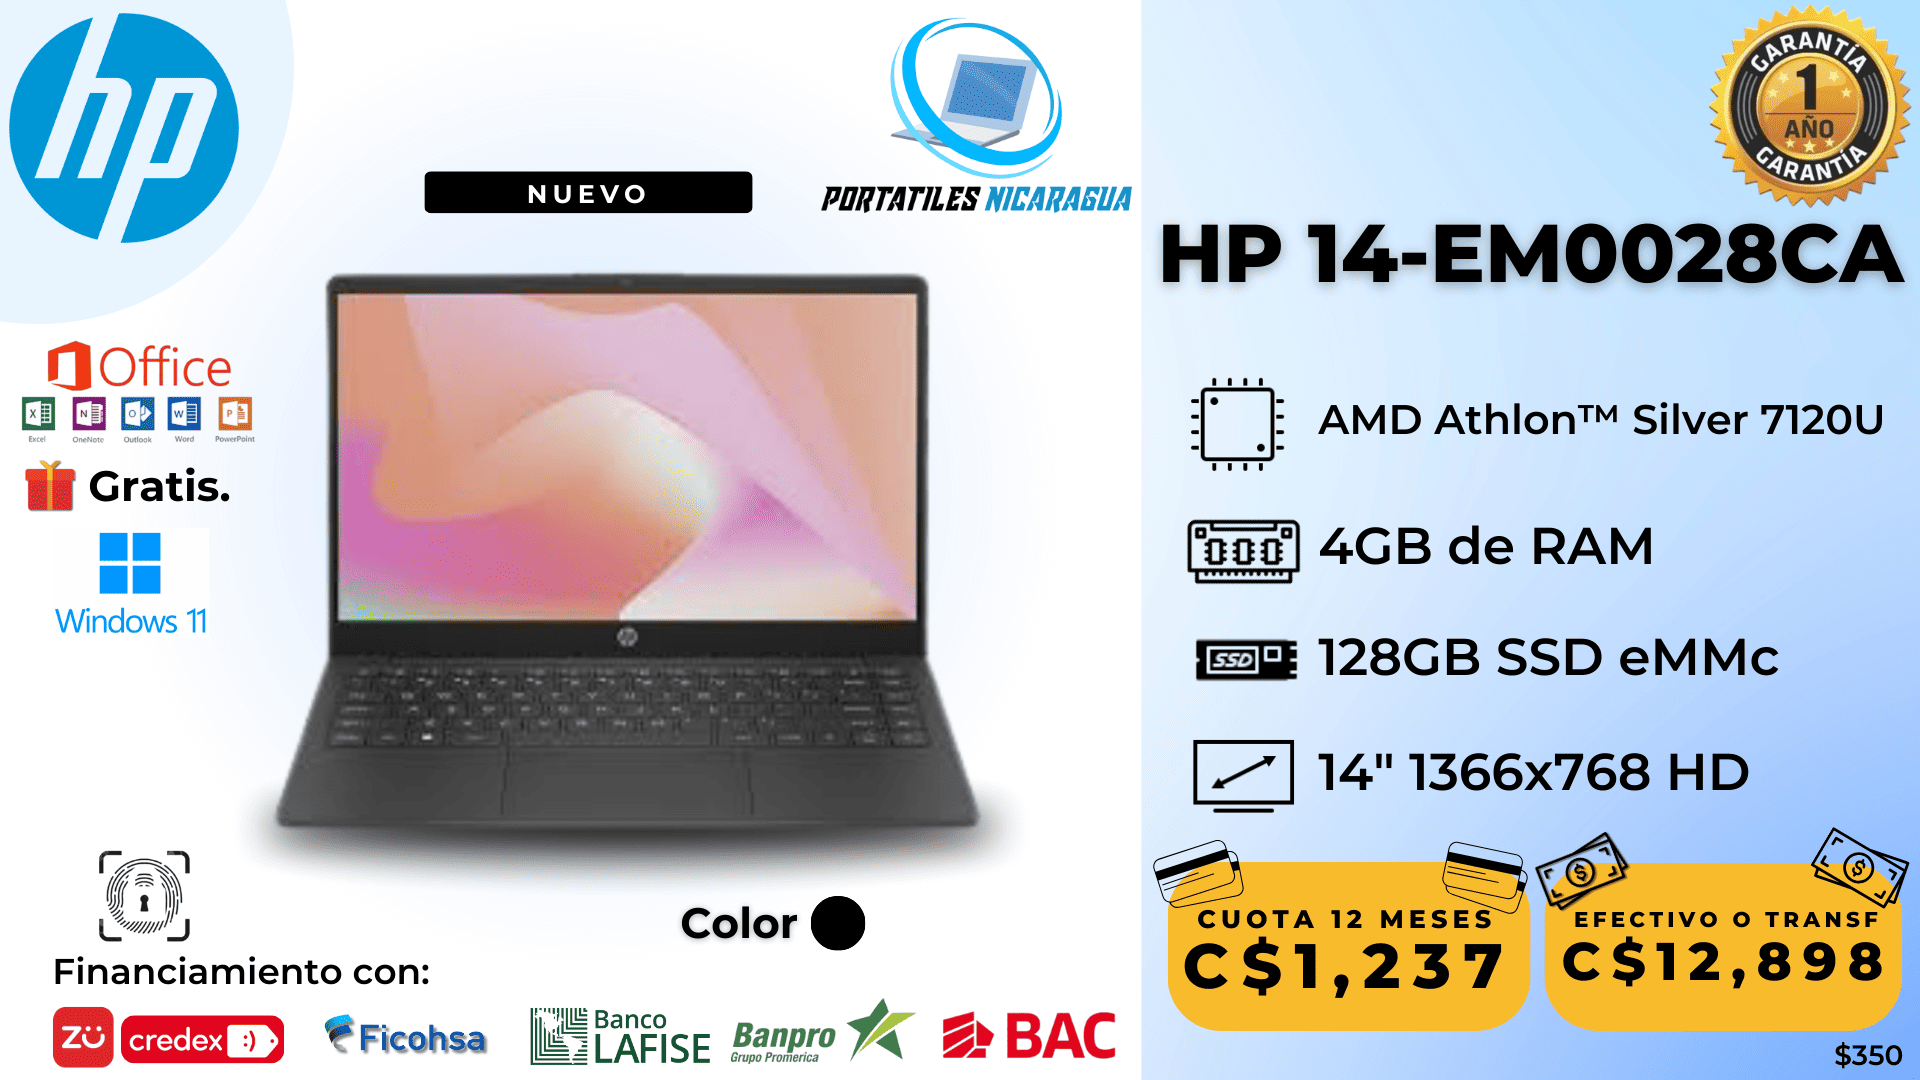 hp
NUEVO
PORTATILES NICARAGUA
GARANTÍA
1
AÑO
GARANTÍA
HP 14-EM0028CA
Office
Excel
OneNote
Outlook
Word
PowerPoint
Gratis.
Windows 11
AMD Athlon™ Silver 7120U
4GB de RAM
SSD
128GB SSD eMMc
14" 1366x768 HD
Color
Financiamiento con:
zü
credex :)
Ficohsa
Banco
LAFISE
Banpro
Grupo Promerica
BAC
CUOTA 12 MESES
C$1,237
EFECTIVO O TRANSF
C$12,898
$350